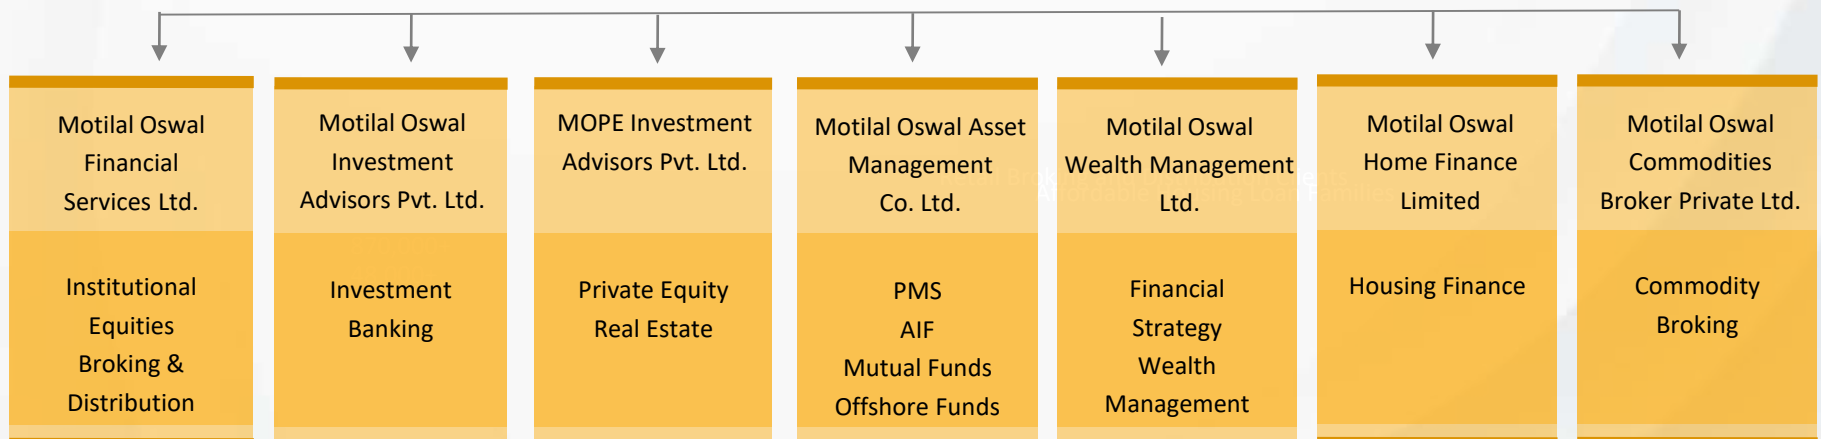 Motilal Oswal
Financial
Services Ltd.
Institutional
Equities
Broking &
Distribution
Motilal Oswal
Investment
Advisors Pvt. Ltd.
Investment
Banking
MOPE Investment
Advisors Pvt. Ltd.
Private Equity
Real Estate
Motilal Oswal Asset
Management
Co. Ltd.
PMS
AIF
Mutual Funds
Offshore Funds
Motilal Oswal
Wealth Management
Ltd.
Financial
Strategy
Wealth
Management
Motilal Oswal
Home Finance
Limited
Housing Finance
Motilal Oswal
Commodities
Broker Private Ltd.
Commodity
Broking